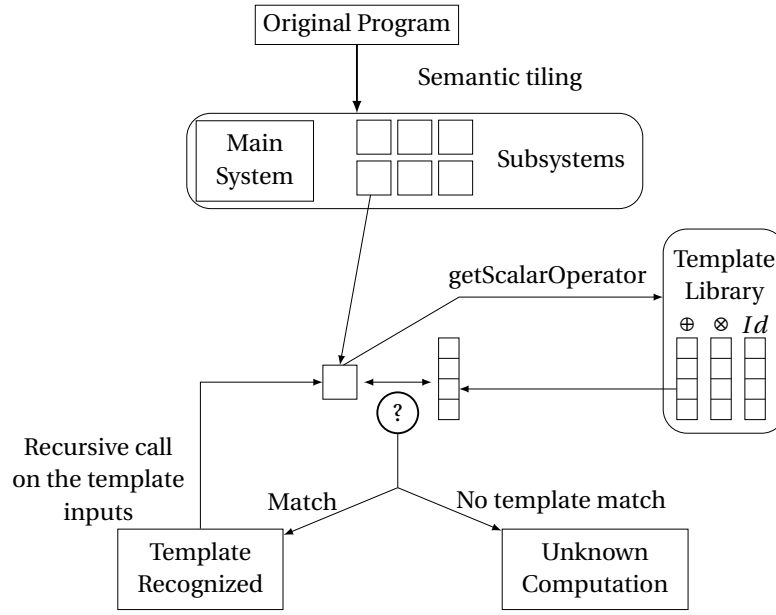 Original Program
Semantic tiling
Main
System
Subsystems
getScalarOperator
Template
Library
⊕ ⊗ Id
?
Recursive call
on the template
inputs
Match
No template match
Template
Recognized
Unknown
Computation